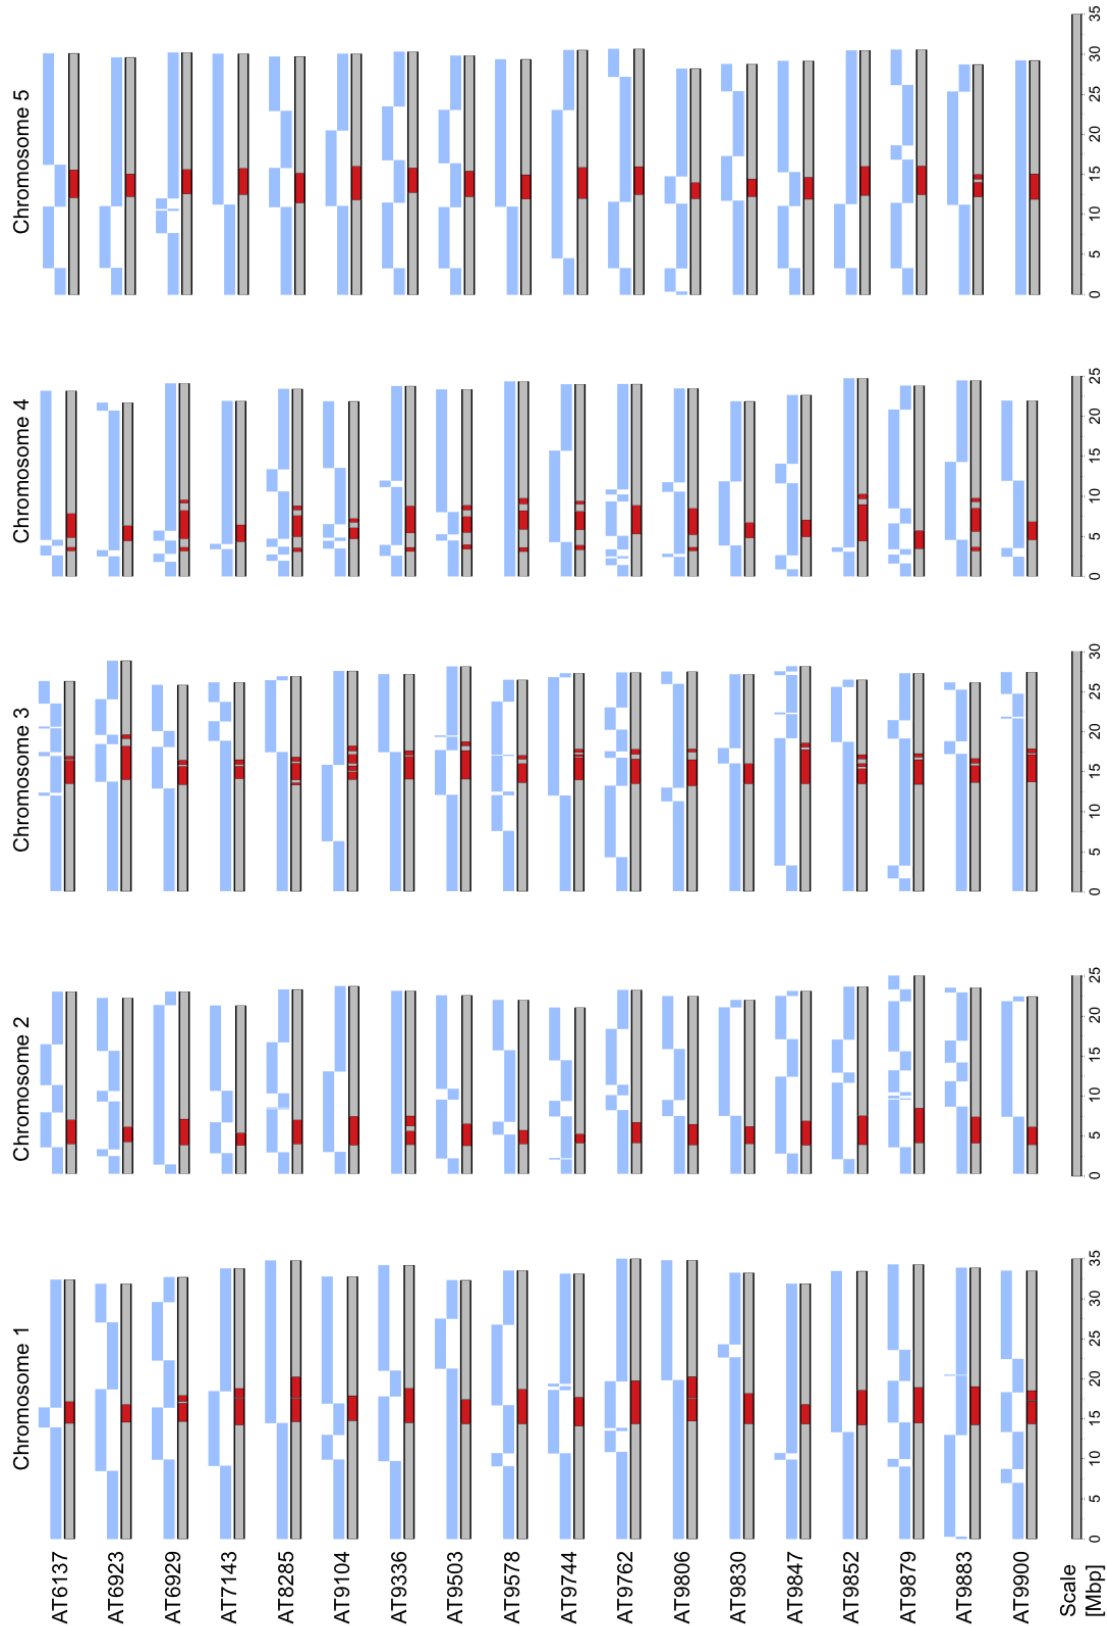 Chromosome 1
Chromosome 2
Chromosome 3
Chromosome 4
Chromosome 5
AT6137
AT6923
AT6929
AT7143
AT8285
AT9104
AT9336
AT9503
AT9578
AT9744
AT9762
AT9806
AT9830
AT9847
AT9852
AT9879
AT9883
AT9900
Scale
[Mbp]
0 5 10 15 20 25 30 35
0 5 10 15 20 25
0 5 10 15 20 25 30
0 5 10 15 20 25
0 5 10 15 20 25 30 35